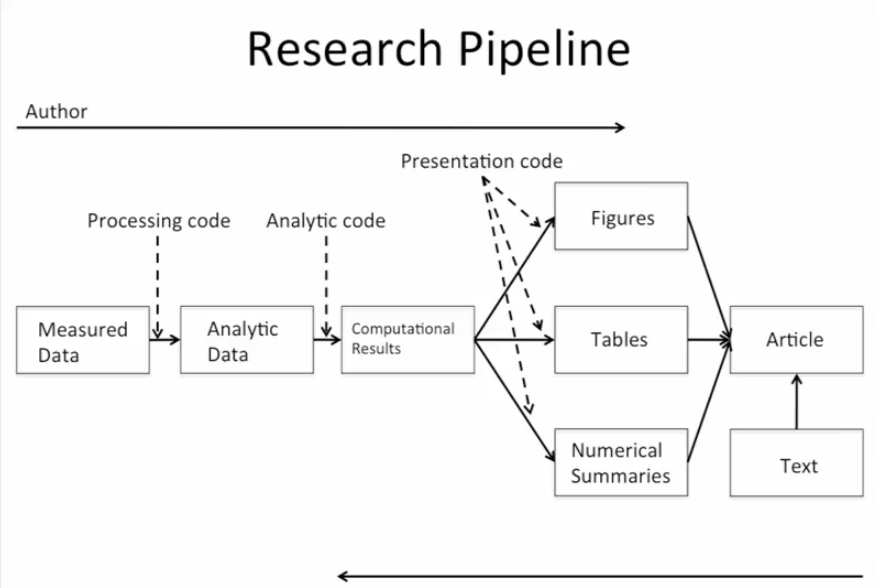 Research Pipeline
Author
Presentation code
Processing code
Analytic code
Figures
Measured
Data
Analytic
Data
Computational
Results
Tables
Article
Numerical
Summaries
Text